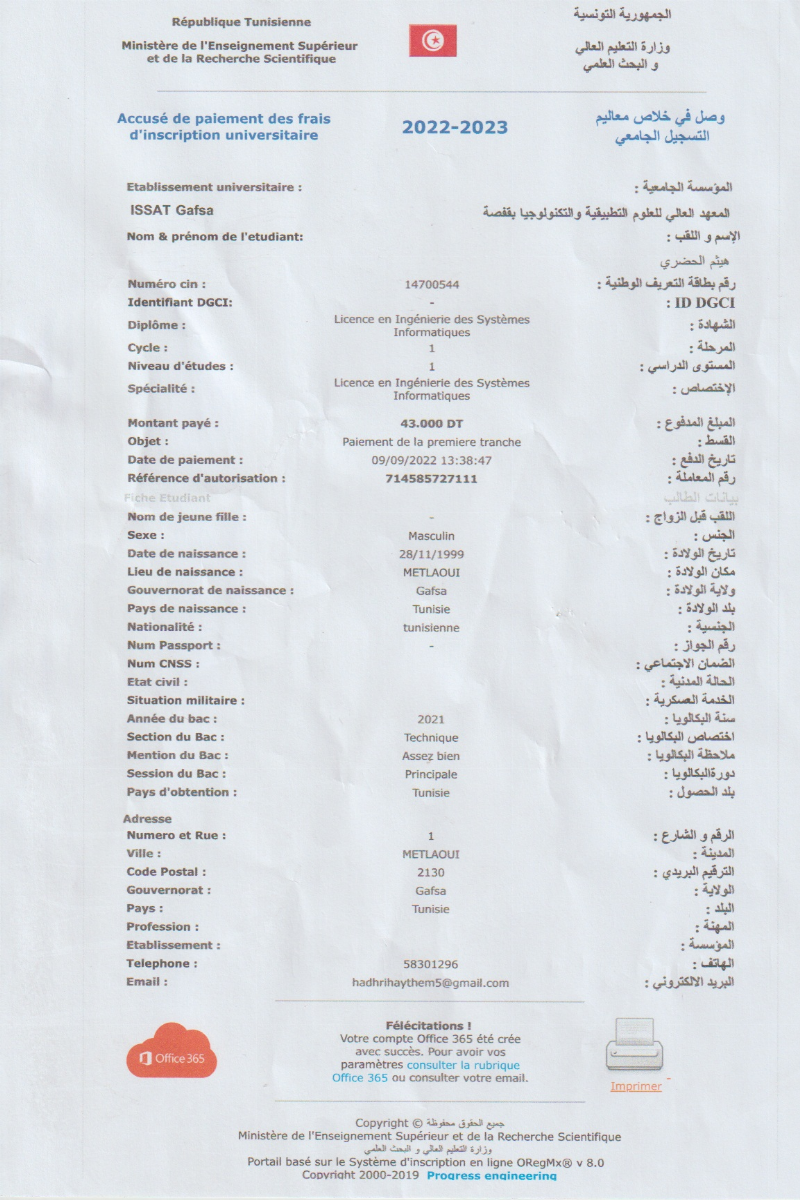 République Tunisienne
الجمهورية التونسية
Ministère de l'Enseignement Supérieur
et de la Recherche Scientifique
وزارة التعليم العالي
و البحث العلمي
Accusé de paiement des frais
d'inscription universitaire
2022-2023
وصل في خلاص معاليم
التسجيل الجامعي
Etablissement universitaire : المؤسسة الجامعية :
ISSAT Gafsa المعهد العالي للعلوم التطبيقية والتكنولوجيا بقفصة
Nom & prénom de l'etudiant: الإسم و اللقب :
هيثم الحضري
Numéro cin : 14700544 رقم بطاقة التعريف الوطنية :
Identifiant DGCI: - ID DGCI :
Diplôme : Licence en Ingénierie des Systèmes
Informatiques الشهادة :
Cycle : 1 المرحلة :
Niveau d'études : 1 المستوى الدراسي :
Spécialité : Licence en Ingénierie des Systèmes
Informatiques الإختصاص :
Montant payé : 43.000 DT المبلغ المدفوع :
Objet : Paiement de la premiere tranche القسط :
Date de paiement : 09/09/2022 13:38:47 تاريخ الدفع :
Référence d'autorisation : 714585727111 رقم المعاملة :
Fiche Etudiant بيانات الطالب
Nom de jeune fille : - اللقب قبل الزواج :
Sexe : Masculin الجنس :
Date de naissance : 28/11/1999 تاريخ الولادة :
Lieu de naissance : METLAOUI مكان الولادة :
Gouvernorat de naissance : Gafsa ولاية الولادة :
Pays de naissance : Tunisie بلد الولادة :
Nationalité : tunisienne الجنسية :
Num Passport : - رقم الجواز :
Num CNSS : الضمان الاجتماعي :
Etat civil : الحالة المدنية :
Situation militaire : الخدمة العسكرية :
Année du bac : 2021 سنة البكالويا :
Section du Bac : Technique اختصاص البكالويا :
Mention du Bac : Assez bien ملاحظة البكالويا :
Session du Bac : Principale دورةالبكالويا :
Pays d'obtention : Tunisie بلد الحصول :
Adresse
Numero et Rue : 1 الرقم و الشارع :
Ville : METLAOUI المدينة :
Code Postal : 2130 الترقيم البريدي :
Gouvernorat : Gafsa الولاية :
Pays : Tunisie البلد :
Profession : المهنة :
Etablissement : المؤسسة :
Telephone : 58301296 الهاتف :
Email : hadhrihaythem5@gmail.com البريد الالكتروني :
Office 365
Félécitations !
Votre compte Office 365 été crée
avec succès. Pour avoir vos
paramètres consulter la rubrique
Office 365 ou consulter votre email.
Imprimer
Copyright © جميع الحقوق محفوظة
Ministère de l'Enseignement Supérieur et de la Recherche Scientifique
وزارة التعليم العالي و البحث العلمي
Portail basé sur le Système d'inscription en ligne ORegMx® v 8.0
Copyright 2000-2019 Progress engineering